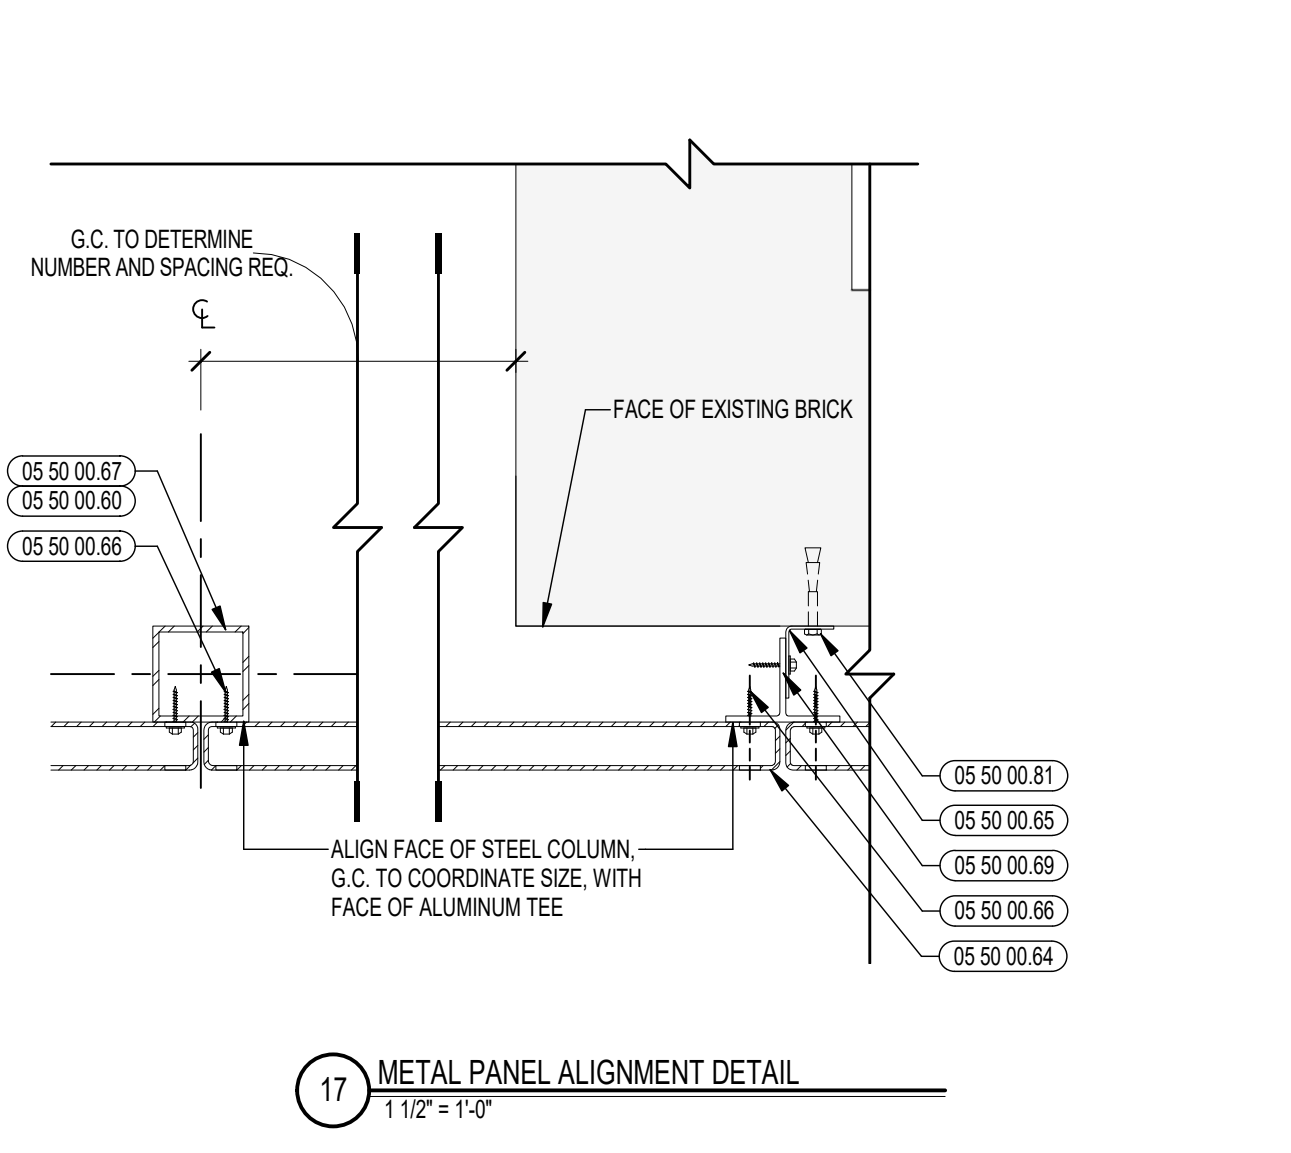 G.C. TO DETERMINE
NUMBER AND SPACING REQ.
℄
FACE OF EXISTING BRICK
05 50 00.67
05 50 00.60
05 50 00.66
05 50 00.81
05 50 00.65
05 50 00.69
05 50 00.66
05 50 00.64
ALIGN FACE OF STEEL COLUMN,
G.C. TO COORDINATE SIZE, WITH
FACE OF ALUMINUM TEE
17
METAL PANEL ALIGNMENT DETAIL
1 1/2" = 1'-0"